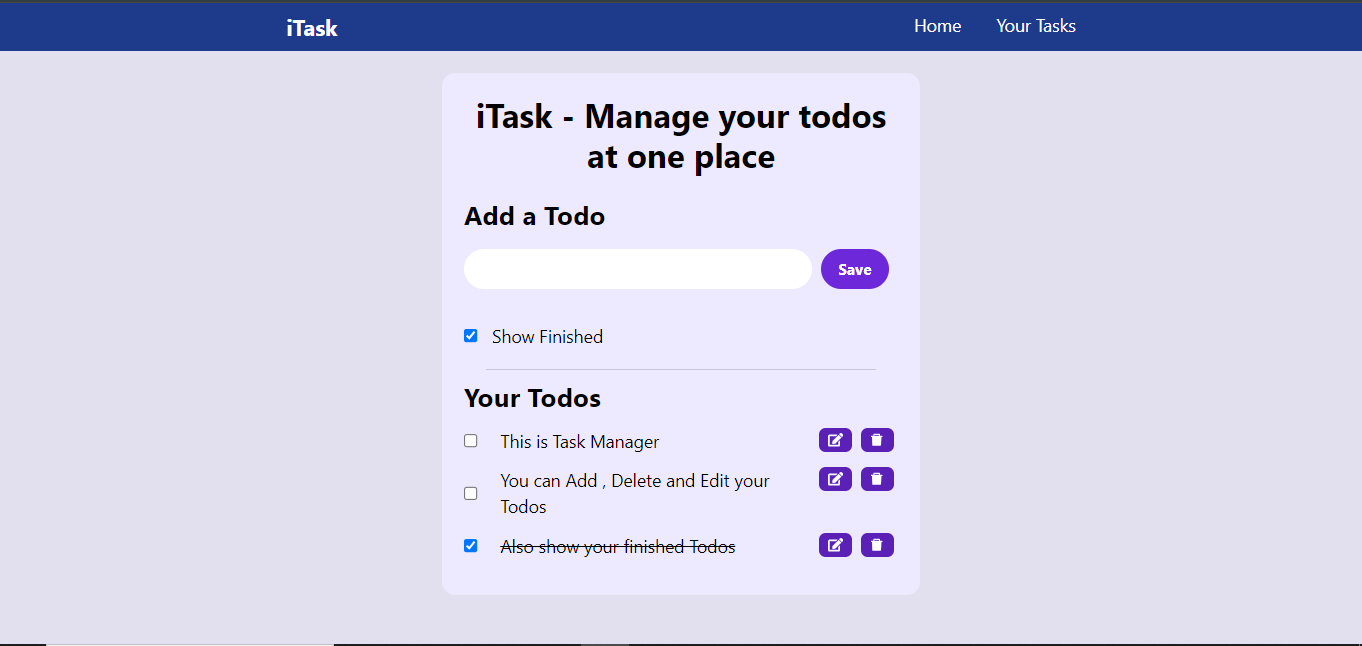 iTask
Home
Your Tasks
iTask - Manage your todos
at one place
Add a Todo
Save
Show Finished
Your Todos
This is Task Manager
You can Add , Delete and Edit your
Todos
Also show your finished Todos